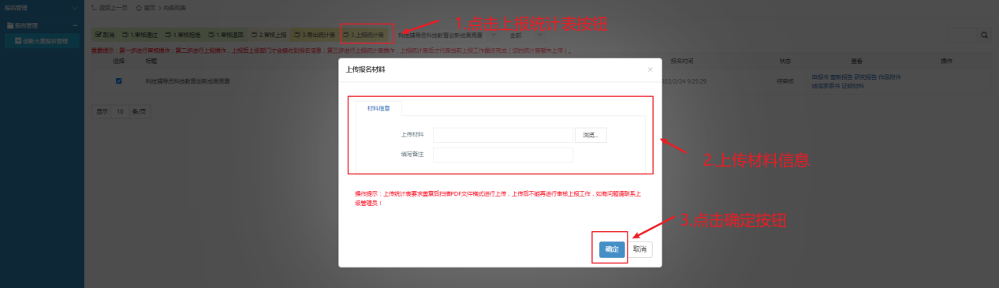 报名管理
返回上一页 首页 > 内容列表
报名管理
创新大赛报名管理
取消 1.审核通过 1.审核拒绝 1.审核退回 2.审核上报 3.导出统计表 3.上报统计表 科技辅导员科技教育创新成果竞赛 全部
1.点击上报统计表按钮
重要提示：第一步进行审核操作；第二步进行上报操作，上报后上级部门才会接收到报名信息；第三步进行上报统计表操作，上报统计表后才代表当前上报工作最终完成
选择 标题 报名时间 状态 查看 操作
科技辅导员科技教育创新成果竞赛 022/2/24 9:25:29 待审核 申报书 查新报告 研究报告 作品附件
诚信承诺书 证明材料
显示 10 条/页
上传报名材料
材料信息
上传材料 浏览...
填写备注
2.上传材料信息
操作提示：上传统计表要求盖章后扫描PDF文件格式进行上传，上传后不能再进行审核上报工作，如有问题请联系上
级管理员！
3.点击确定按钮
确定 取消